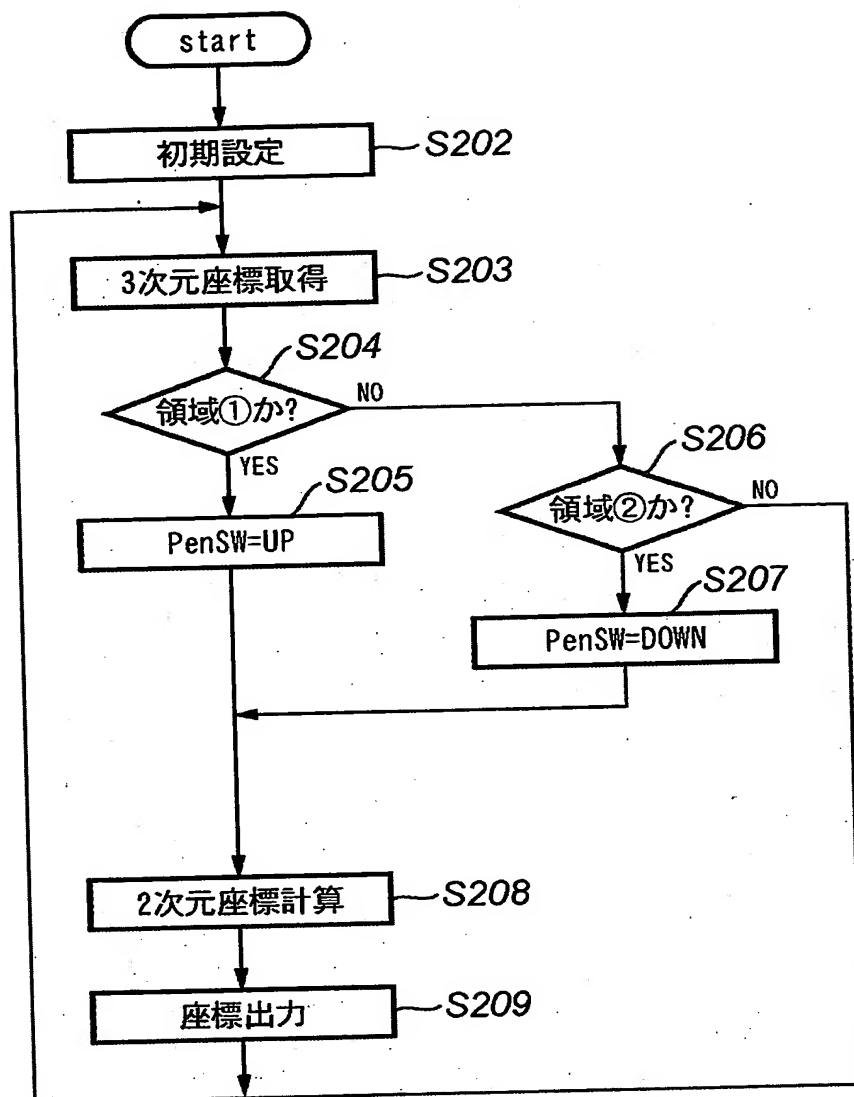 start
初期設定
S202
3次元座標取得
S203
S204
領域①か?
NO
YES
S205
PenSW=UP
S206
領域②か?
NO
YES
S207
PenSW=DOWN
2次元座標計算
S208
座標出力
S209